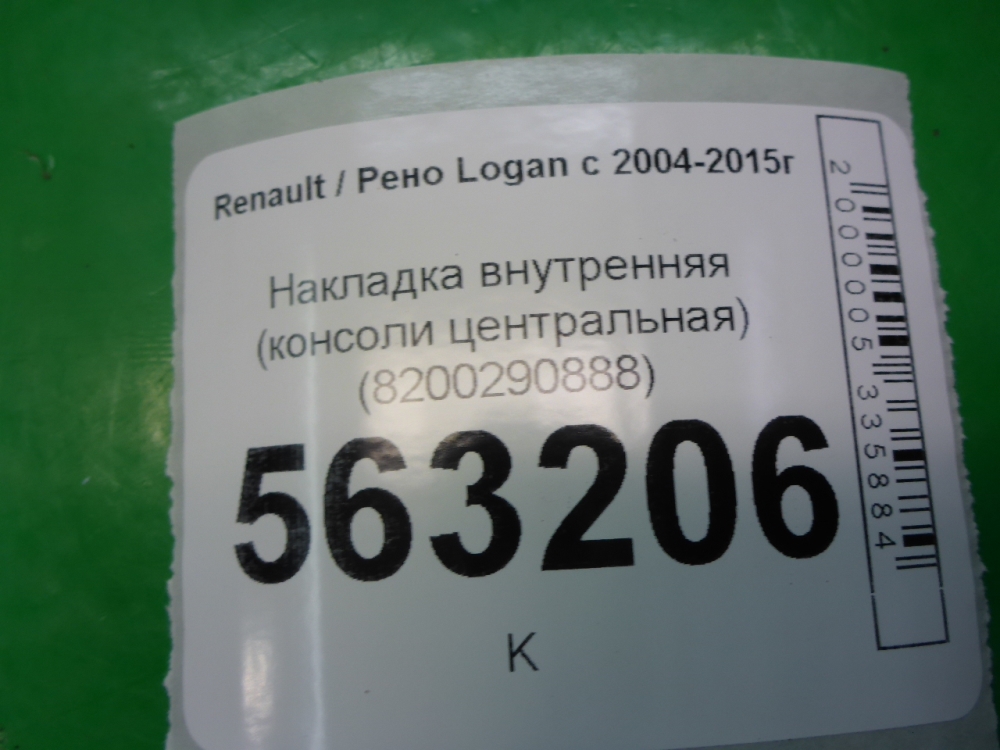 Renault / Рено Logan с 2004-2015г
Накладка внутренняя
(консоли центральная)
(8200290888)
563206
К
2000005335884